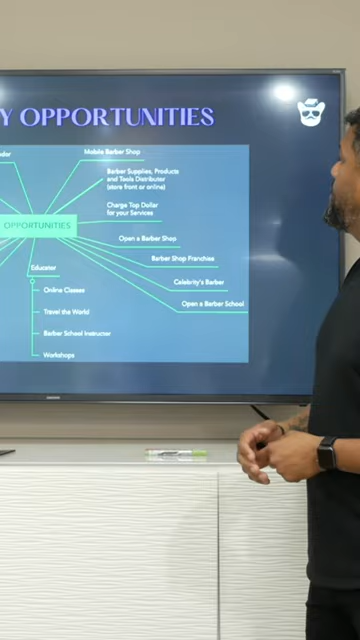 Y OPPORTUNITIES
Mobile Barber Shop
Barber Supplies, Products
and Tools Distributor
(store front or online)
Charge Top Dollar
for your Services
OPPORTUNITIES
Open a Barber Shop
Barber Shop Franchise
Educator
Celebrity's Barber
Online Classes
Open a Barber School
Travel the World
Barber School Instructor
Workshops
SAMSUNG